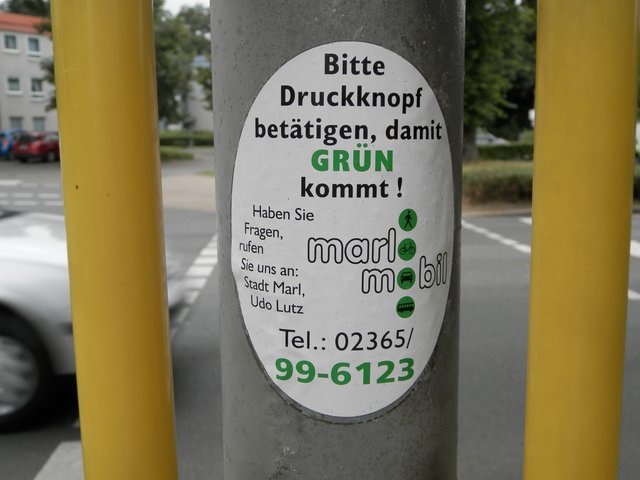 Bitte
Druckknopf
betätigen, damit
GRÜN
kommt !
Haben Sie
Fragen,
rufen
Sie uns an:
Stadt Marl,
Udo Lutz
marl
mobil
Tel.: 02365/
99-6123